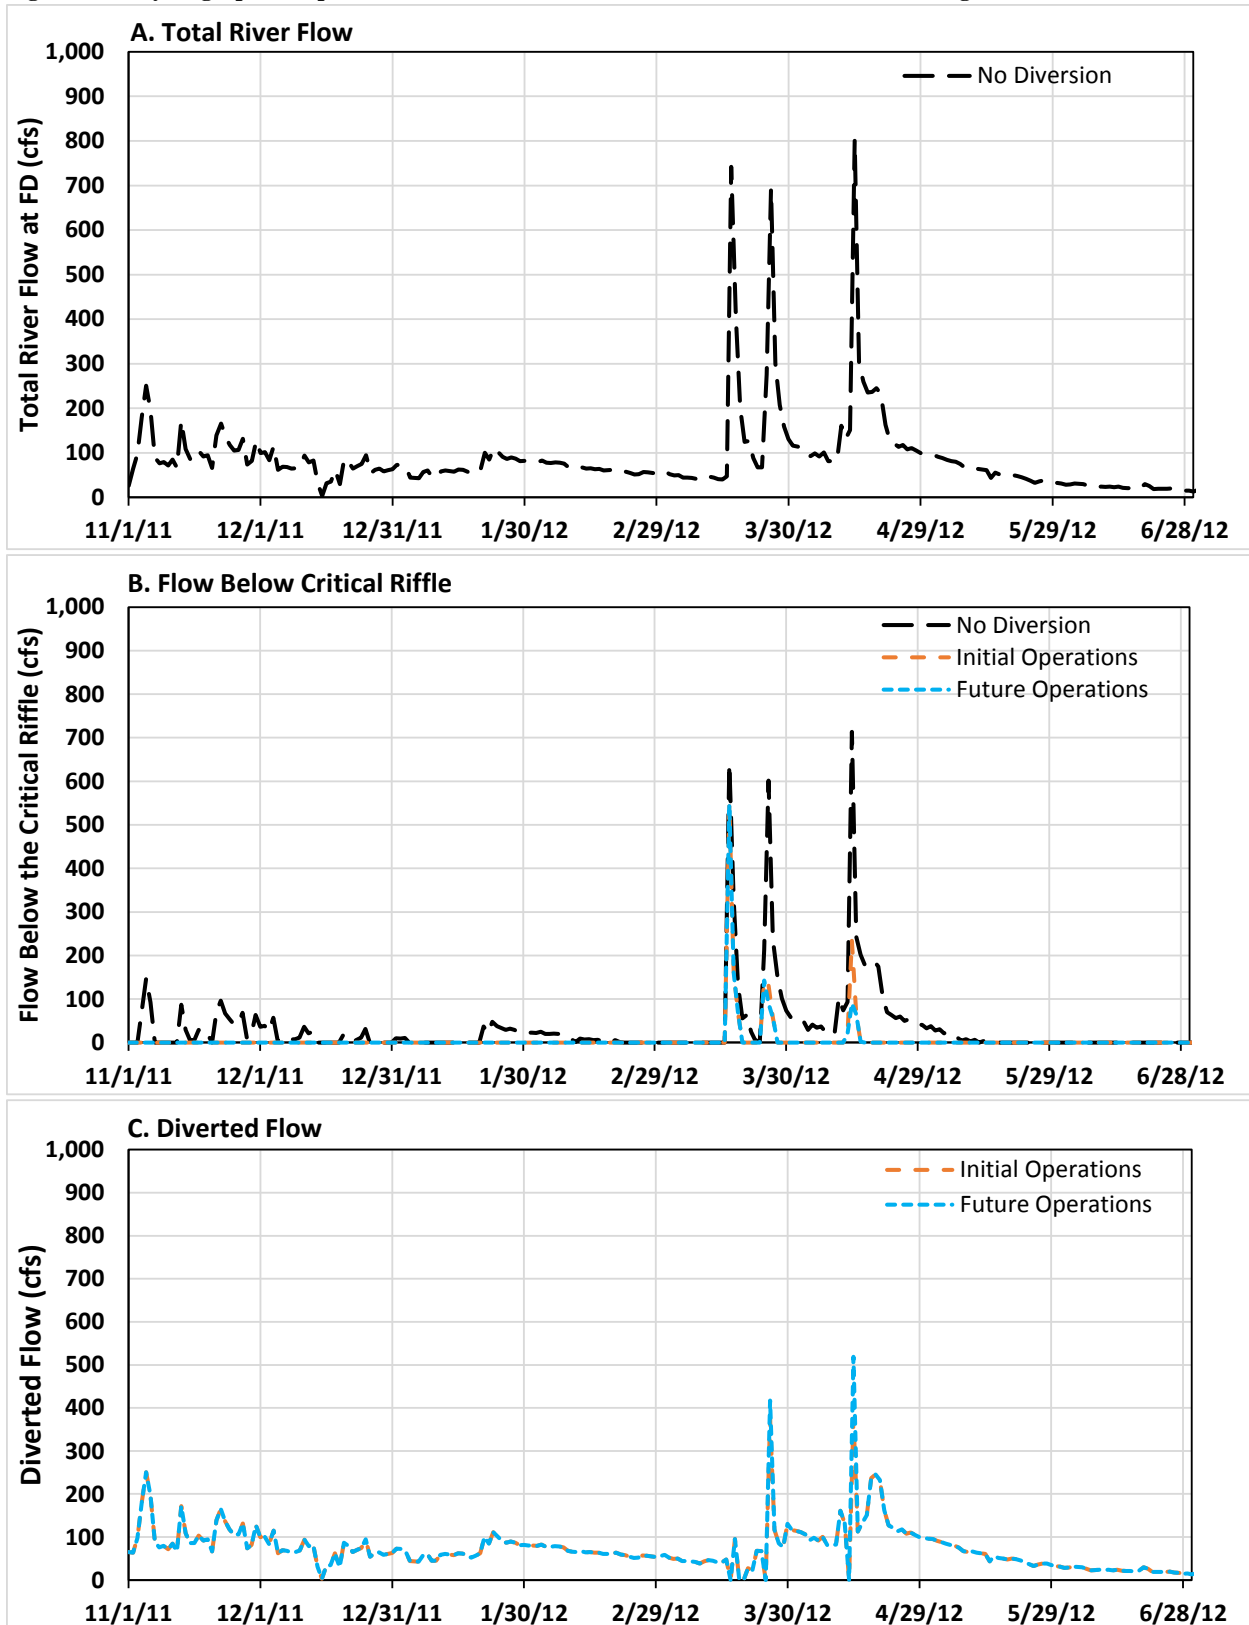 A. Total River Flow
1,000
900
800
700
600
500
400
300
200
100
0
Total River Flow at FD (cfs)
No Diversion
11/1/11 12/1/11 12/31/11 1/30/12 2/29/12 3/30/12 4/29/12 5/29/12 6/28/12
B. Flow Below Critical Riffle
1,000
900
800
700
600
500
400
300
200
100
0
Flow Below the Critical Riffle (cfs)
No Diversion
Initial Operations
Future Operations
11/1/11 12/1/11 12/31/11 1/30/12 2/29/12 3/30/12 4/29/12 5/29/12 6/28/12
C. Diverted Flow
1,000
900
800
700
600
500
400
300
200
100
0
Diverted Flow (cfs)
Initial Operations
Future Operations
11/1/11 12/1/11 12/31/11 1/30/12 2/29/12 3/30/12 4/29/12 5/29/12 6/28/12